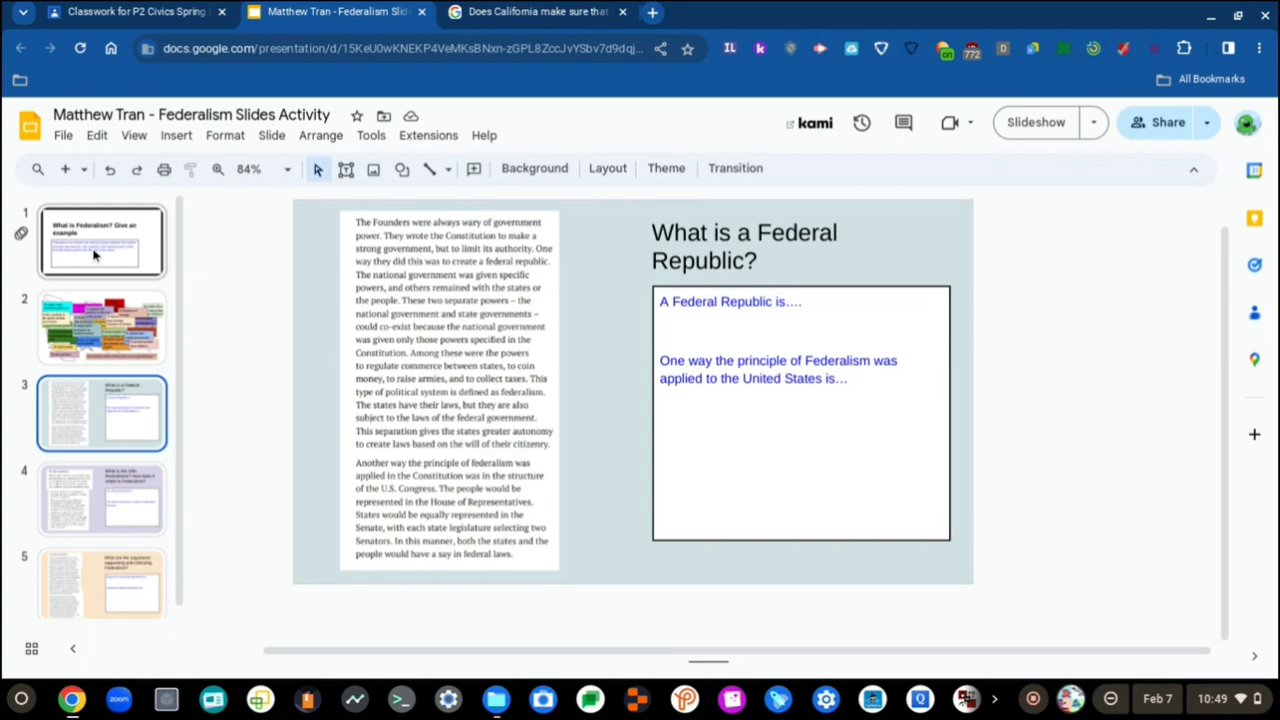 Classwork for P2 Civics Spring
Matthew Tran - Federalism Slid
Does California make sure that
docs.google.com/presentation/d/15KeU0wKNEKP4VeMKsBNxn-zGPL8ZccJvYSbv7d9dqj...
All Bookmarks
Matthew Tran - Federalism Slides Activity
File Edit View Insert Format Slide Arrange Tools Extensions Help
kami
Slideshow
Share
84%
Background Layout Theme Transition
1
What is Federalism? Give an
example
2
3
4
5
The Founders were always wary of government
power. They wrote the Constitution to make a
strong government, but to limit its authority. One
way they did this was to create a federal republic.
The national government was given specific
powers, and others remained with the states or
the people. These two separate powers – the
national government and state governments –
could co-exist because the national government
was given only those powers specified in the
Constitution. Among these were the powers
to regulate commerce between states, to coin
money, to raise armies, and to collect taxes. This
type of political system is defined as federalism.
The states have their laws, but they are also
subject to the laws of the federal government.
This separation gives the states greater autonomy
to create laws based on the will of their citizenry.
Another way the principle of federalism was
applied in the Constitution was in the structure
of the U.S. Congress. The people would be
represented in the House of Representatives.
States would be equally represented in the
Senate, with each state legislature selecting two
Senators. In this manner, both the states and the
people would have a say in federal laws.
What is a Federal
Republic?
A Federal Republic is....
One way the principle of Federalism was
applied to the United States is...
IL
k
on
772
D
zoom
Q
Feb 7
10:49